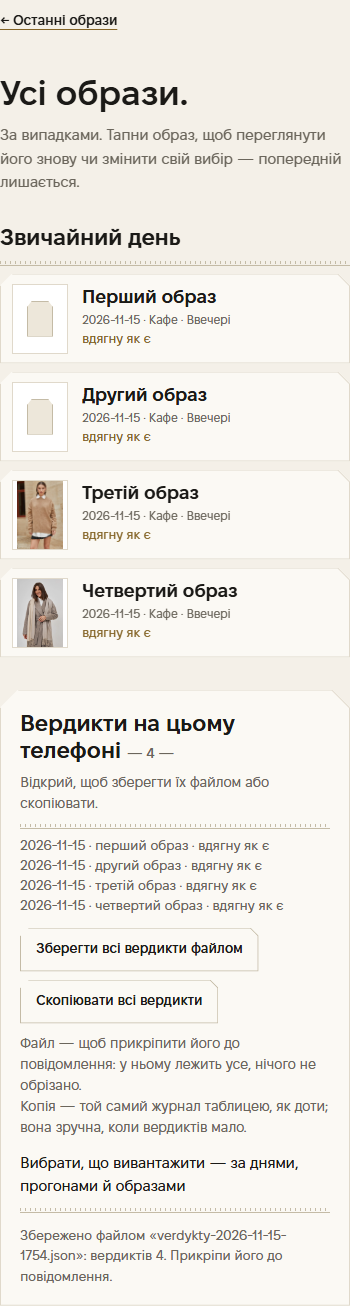 ← Останні образи
Усі образи.
За випадками. Тапни образ, щоб переглянути
його знову чи змінити свій вибір — попередній
лишається.
Звичайний день
Перший образ
2026-11-15 · Кафе · Ввечері
вдягну як є
Другий образ
2026-11-15 · Кафе · Ввечері
вдягну як є
Третій образ
2026-11-15 · Кафе · Ввечері
вдягну як є
Четвертий образ
2026-11-15 · Кафе · Ввечері
вдягну як є
Вердикти на цьому
телефоні — 4 —
Відкрий, щоб зберегти їх файлом або
скопіювати.
2026-11-15 · перший образ · вдягну як є
2026-11-15 · другий образ · вдягну як є
2026-11-15 · третій образ · вдягну як є
2026-11-15 · четвертий образ · вдягну як є
Зберегти всі вердикти файлом
Скопіювати всі вердикти
Файл — щоб прикріпити його до
повідомлення: у ньому лежить усе, нічого не
обрізано.
Копія — той самий журнал таблицею, як доти;
вона зручна, коли вердиктів мало.
Вибрати, що вивантажити — за днями,
прогонами й образами
Збережено файлом «verdykty-2026-11-15-
1754.json»: вердиктів 4. Прикріпи його до
повідомлення.